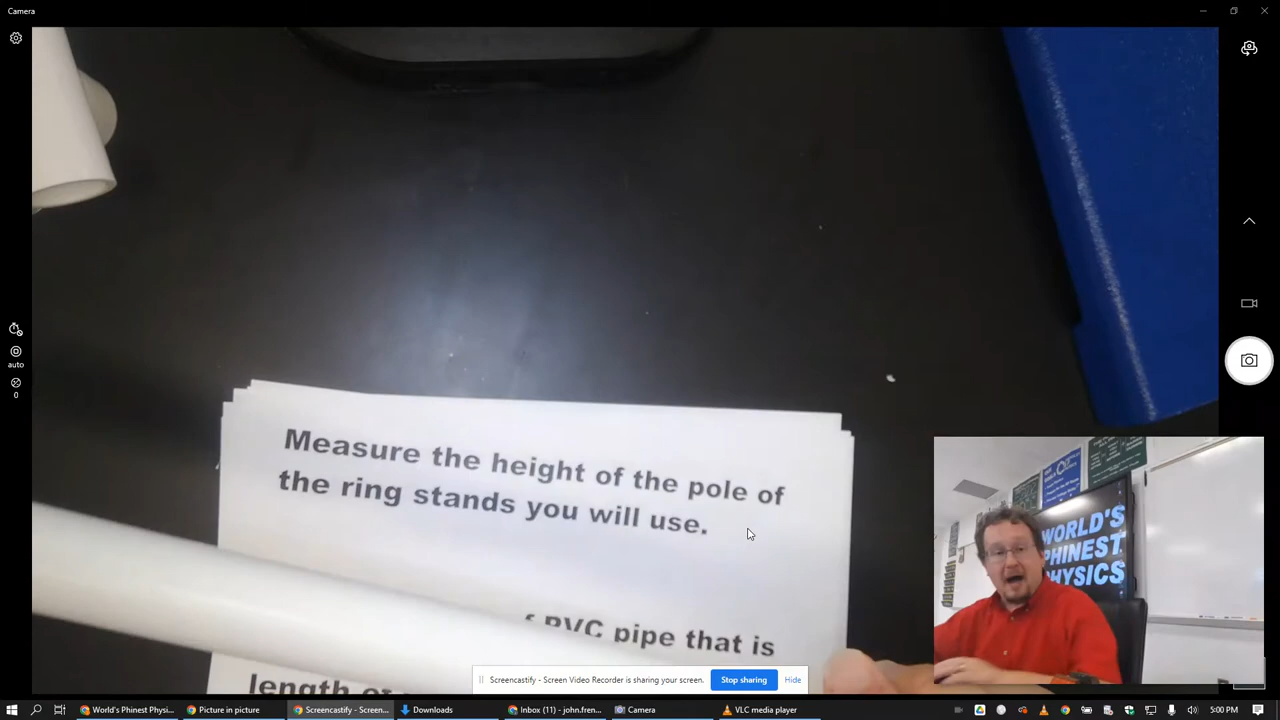 Camera
auto
0
Measure the height of the pole of
the ring stands you will use.
PVC pipe that is
length
WORLD'S
PHINEST
PHYSICS
Screencastify - Screen Video Recorder is sharing your screen.
Stop sharing
Hide
World's Phinest Physi...
Picture in picture
Screencastify - Screen...
Downloads
Inbox (11) - john.fren...
Camera
VLC media player
5:00 PM